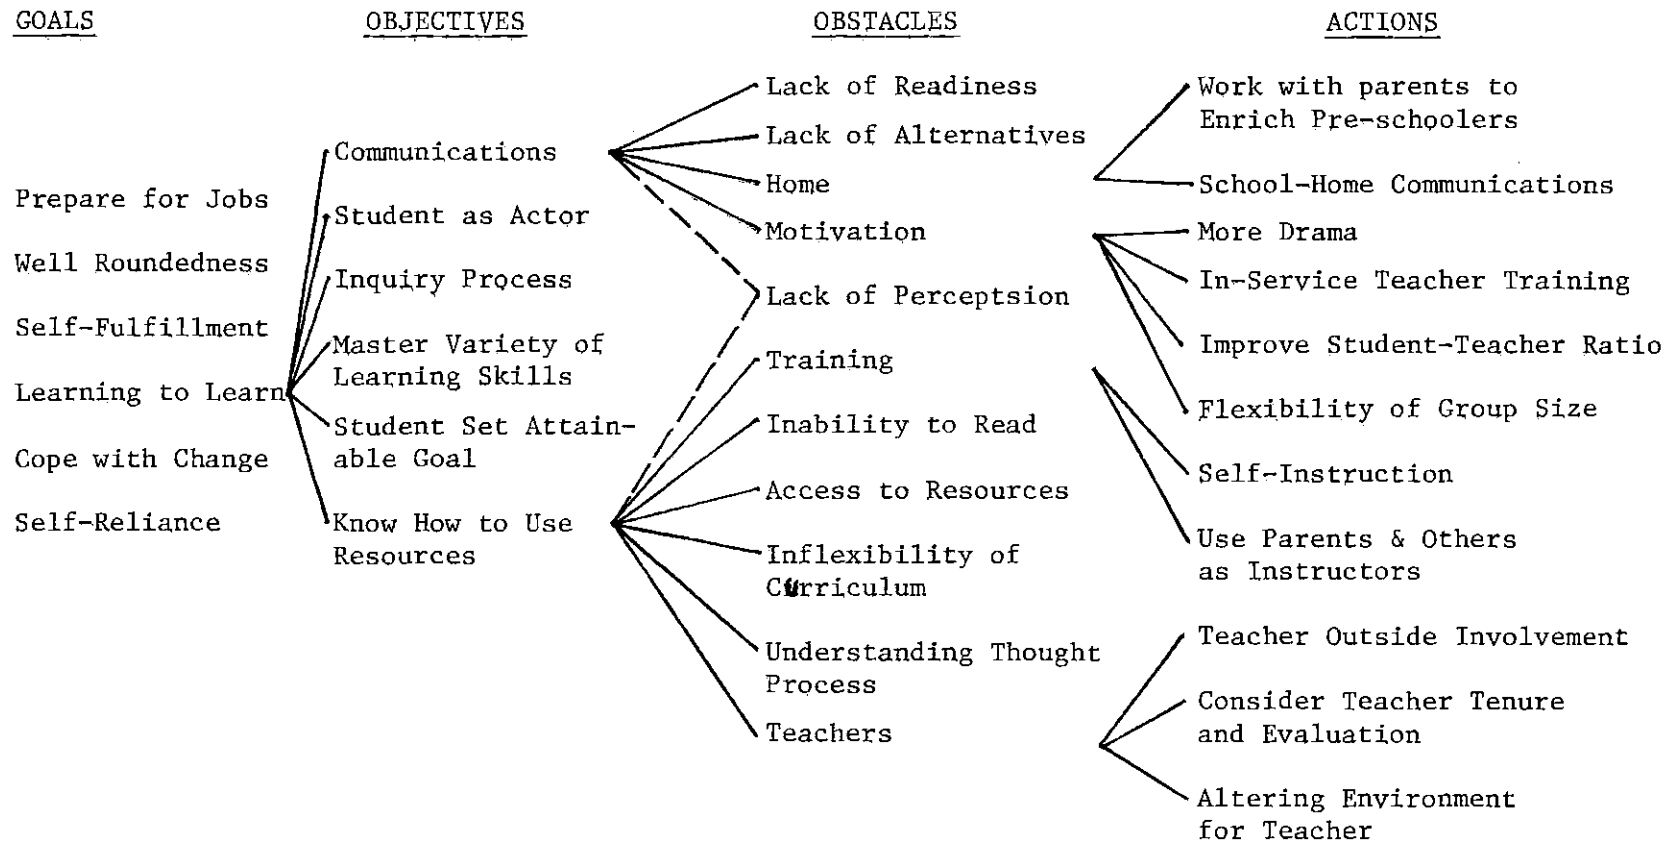 GOALS
OBJECTIVES
OBSTACLES
ACTIONS
Prepare for Jobs
Well Roundedness
Self-Fulfillment
Learning to Learn
Cope with Change
Self-Reliance
Communications
Student as Actor
Inquiry Process
Master Variety of
Learning Skills
Student Set Attain-
able Goal
Know How to Use
Resources
Lack of Readiness
Lack of Alternatives
Home
Motivation
Lack of Perceptsion
Training
Inability to Read
Access to Resources
Inflexibility of
Curriculum
Understanding Thought
Process
Teachers
Work with parents to
Enrich Pre-schoolers
School-Home Communications
More Drama
In-Service Teacher Training
Improve Student-Teacher Ratio
Flexibility of Group Size
Self-Instruction
Use Parents & Others
as Instructors
Teacher Outside Involvement
Consider Teacher Tenure
and Evaluation
Altering Environment
for Teacher